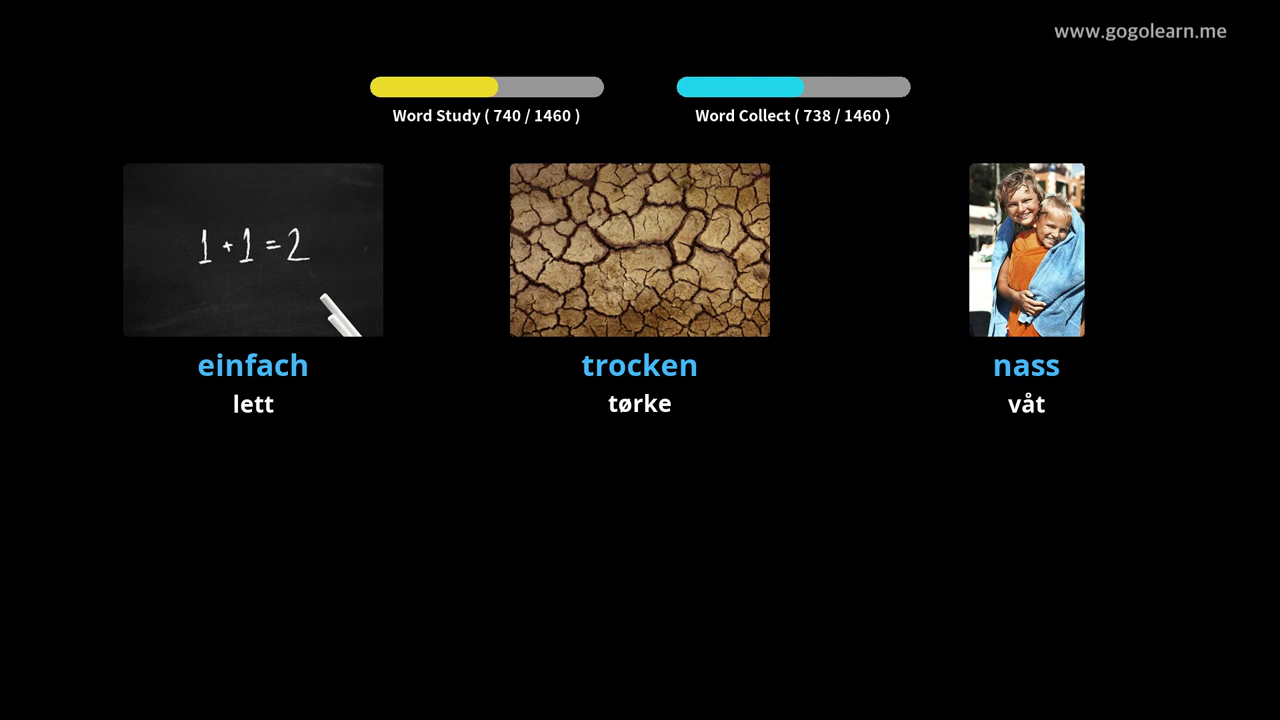 www.gogolearn.me
Word Study ( 740 / 1460 )
Word Collect ( 738 / 1460 )
1 + 1 = 2
einfach
trocken
nass
lett
tørke
våt